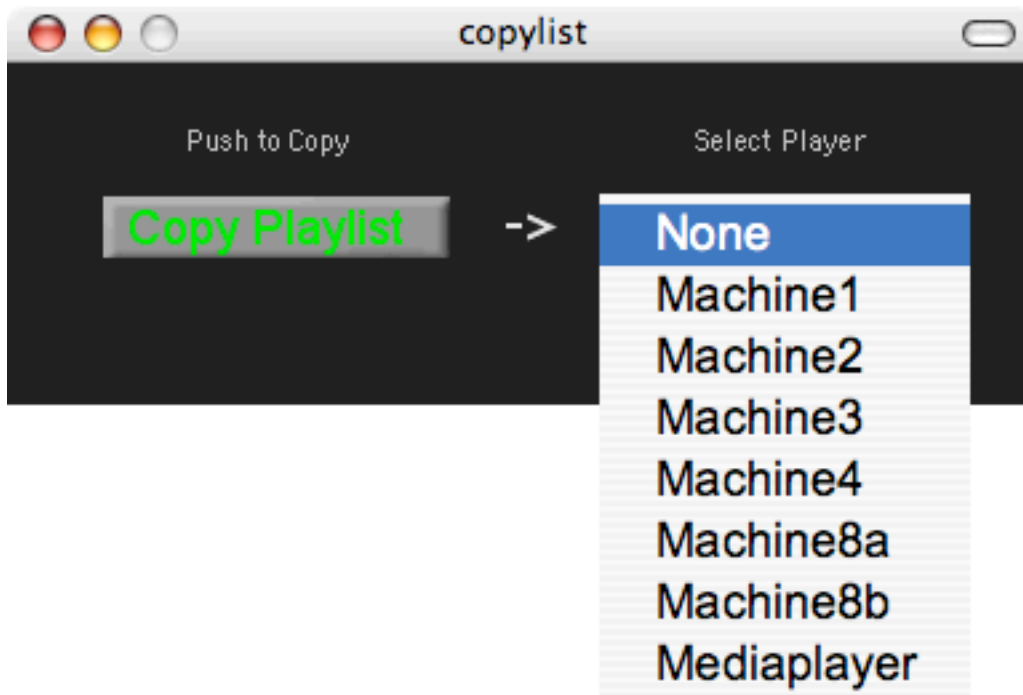 copylist
Push to Copy
Select Player
Copy Playlist
->
None
Machine1
Machine2
Machine3
Machine4
Machine8a
Machine8b
Mediaplayer